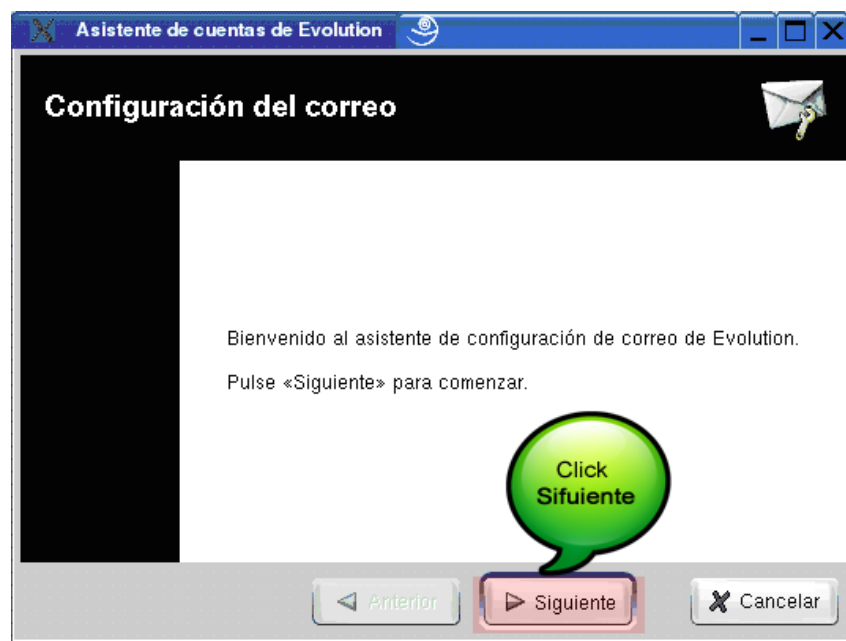 Asistente de cuentas de Evolution
Configuración del correo
Bienvenido al asistente de configuración de correo de Evolution.
Pulse «Siguiente» para comenzar.
Click
Sifuiente
Anterior
Siguiente
Cancelar